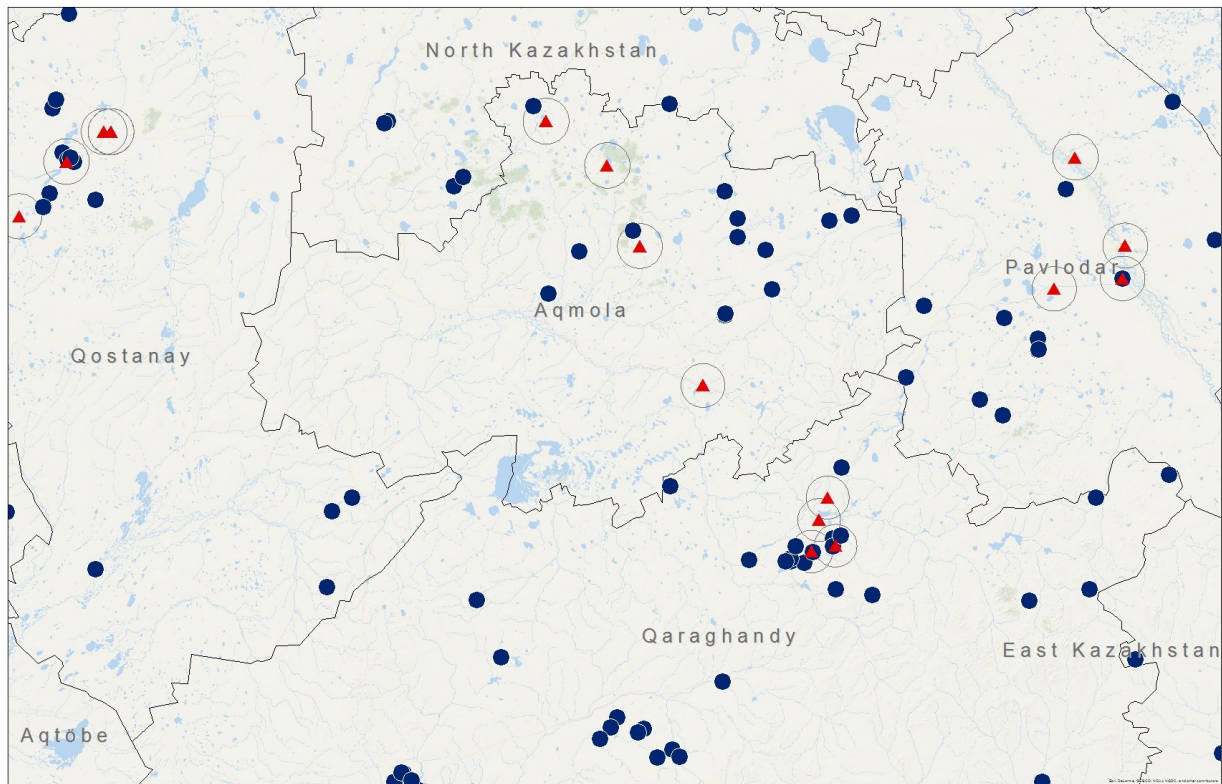 North Kazakhstan
Pavlodar
Aqmola
Qostanay
Qaraghandy
East Kazakhstan
Aqtöbe